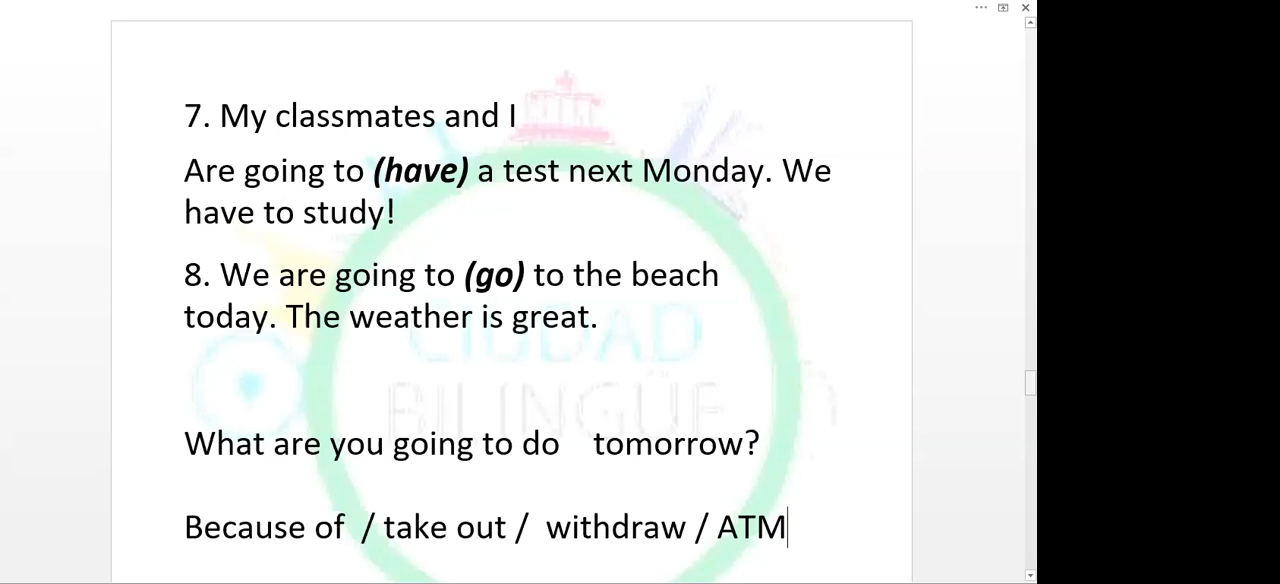 7. My classmates and I
Are going to (have) a test next Monday. We
have to study!
8. We are going to (go) to the beach
today. The weather is great.
CIUDAD
BILINGÜE
What are you going to do tomorrow?
Because of / take out / withdraw / ATM